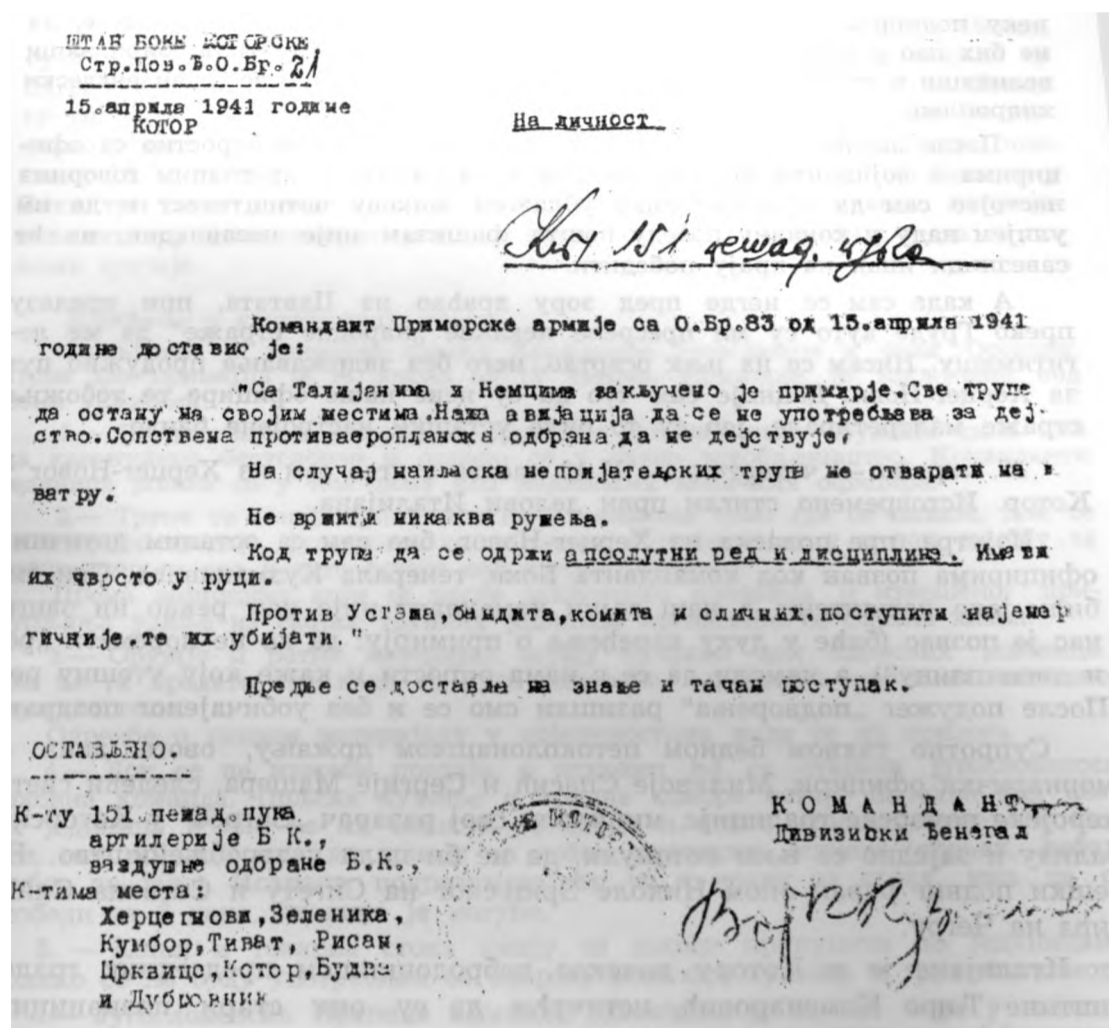 ШТАБ БОКЕ КОТОРСКЕ
Стр.Пов.Ђ.О.Бр. 21
15.априла 1941 године
КОТОР
На личност
К-ту 151 пешад. пука
Командант Приморске армије са О.Бр.83 од 15.априла 1941
године доставио је:
"Са Талијанима и Немцима закључено је примирје.Све трупе
да остану на својим местима.Наша авијација да се не употребљава за деј-
ство.Сопствена противаеропланска одбрана да не дејствује.
На случај наиласка непријатељских трупа не отварати на в
ватру.
Не вршити никаква рушења.
Код трупа да се одржи апсолутни ред и дисциплина. Имати
их чврсто у руци.
Против Усташа,бандита,комита и сличних поступити најенер
гичније.те их убијати."
Предње се доставља на знање и тачан поступак.
ОСТАВЉЕНО.
К-ту 151 пешад.пука
артиљерије Б.К.,
ваздушне одбране Б.К.,
К-тима места:
Херцегнови,Зеленика,
Кумбор,Тиват, Рисан,
Црквице,Котор,Будва
и Дубровник
КОМАНДАНТ
Дивизиски Ђенерал